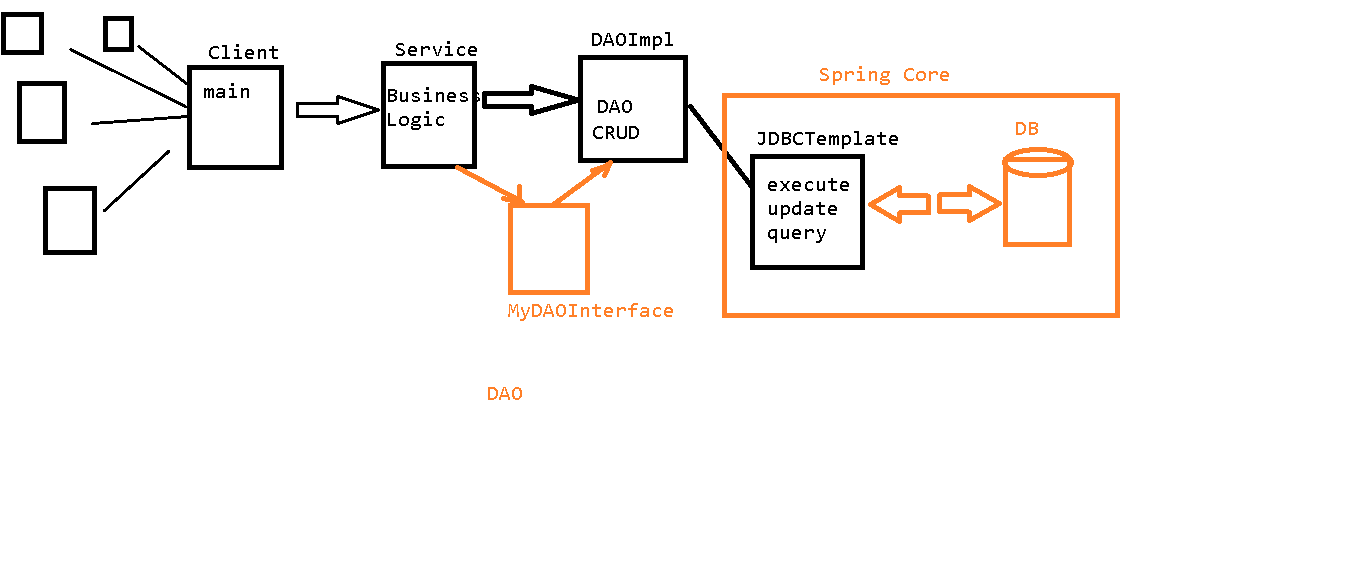 Client
main
Service
Business
Logic
DAOImpl
DAO
CRUD
Spring Core
JDBCTemplate
execute
update
query
DB
MyDAOInterface
DAO